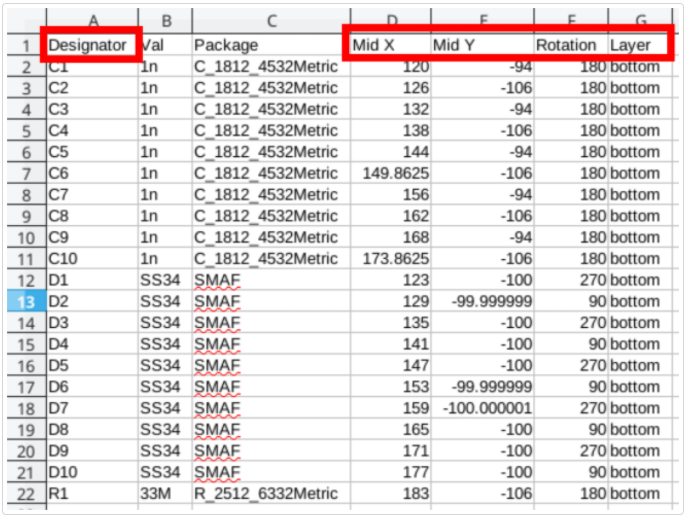 A B C D E F G
1 Designator Val Package Mid X Mid Y Rotation Layer
2 C1 1n C_1812_4532Metric 120 -94 180 bottom
3 C2 1n C_1812_4532Metric 126 -106 180 bottom
4 C3 1n C_1812_4532Metric 132 -94 180 bottom
5 C4 1n C_1812_4532Metric 138 -106 180 bottom
6 C5 1n C_1812_4532Metric 144 -94 180 bottom
7 C6 1n C_1812_4532Metric 149.8625 -106 180 bottom
8 C7 1n C_1812_4532Metric 156 -94 180 bottom
9 C8 1n C_1812_4532Metric 162 -106 180 bottom
10 C9 1n C_1812_4532Metric 168 -94 180 bottom
11 C10 1n C_1812_4532Metric 173.8625 -106 180 bottom
12 D1 SS34 SMAF 123 -100 270 bottom
13 D2 SS34 SMAF 129 -99.999999 90 bottom
14 D3 SS34 SMAF 135 -100 270 bottom
15 D4 SS34 SMAF 141 -100 90 bottom
16 D5 SS34 SMAF 147 -100 270 bottom
17 D6 SS34 SMAF 153 -99.999999 90 bottom
18 D7 SS34 SMAF 159 -100.000001 270 bottom
19 D8 SS34 SMAF 165 -100 90 bottom
20 D9 SS34 SMAF 171 -100 270 bottom
21 D10 SS34 SMAF 177 -100 90 bottom
22 R1 33M R_2512_6332Metric 183 -106 180 bottom